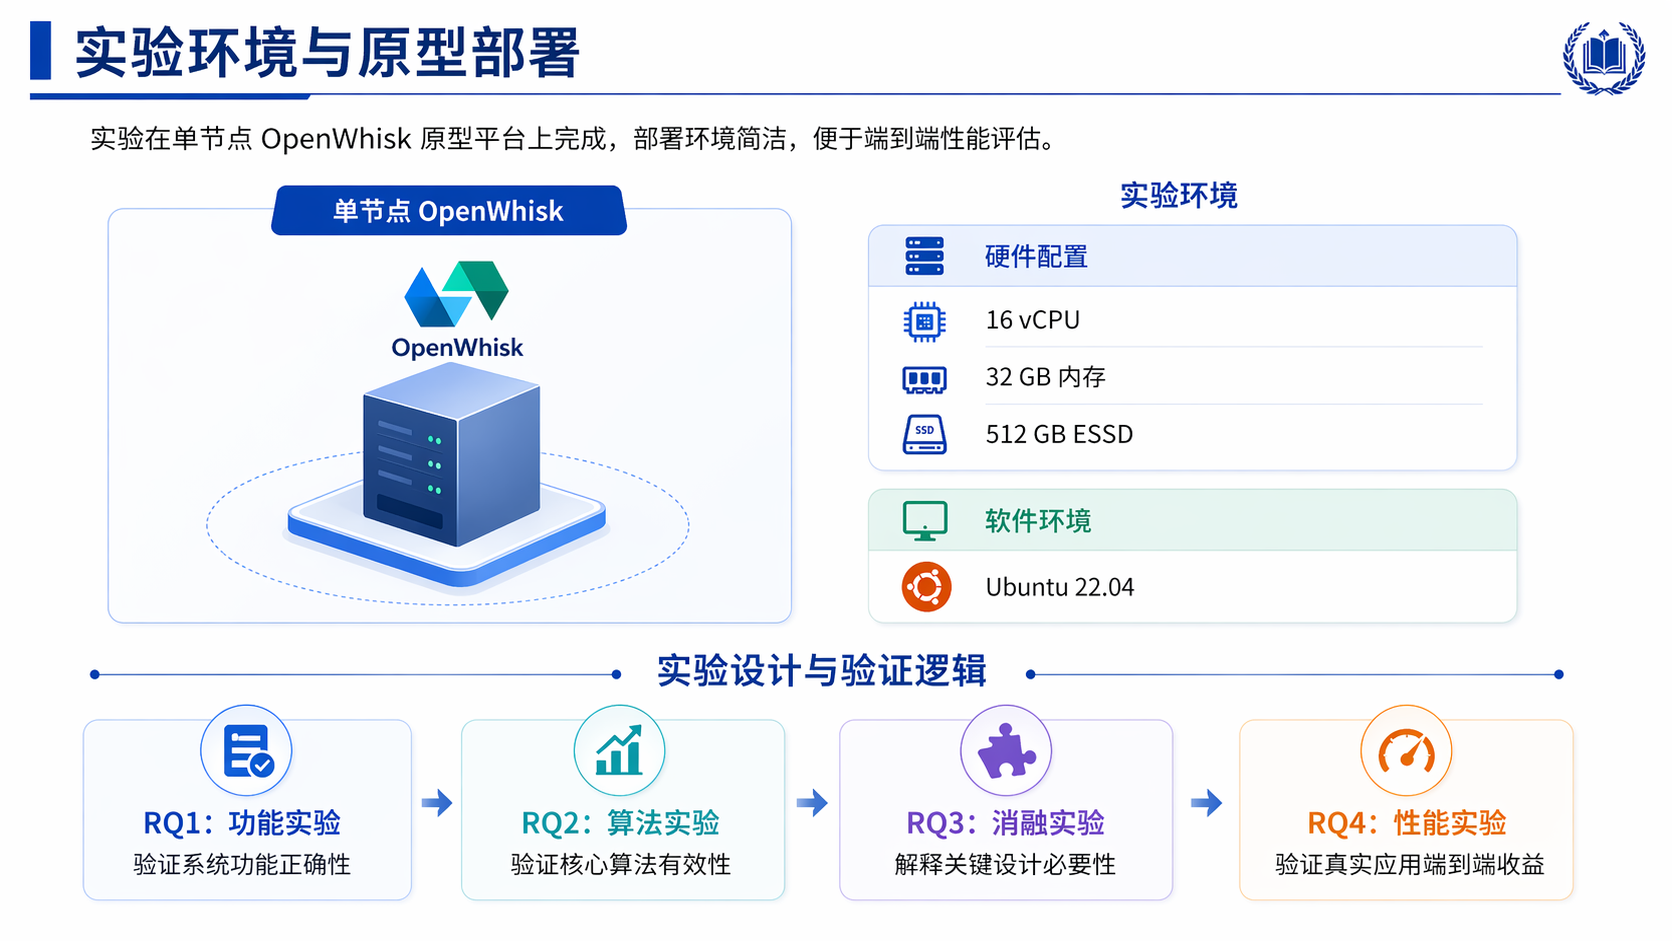 实验环境与原型部署
实验在单节点 OpenWhisk 原型平台上完成，部署环境简洁，便于端到端性能评估。
单节点 OpenWhisk
OpenWhisk
实验环境
硬件配置
16 vCPU
32 GB 内存
SSD
512 GB ESSD
软件环境
Ubuntu 22.04
实验设计与验证逻辑
RQ1：功能实验
验证系统功能正确性
RQ2：算法实验
验证核心算法有效性
RQ3：消融实验
解释关键设计必要性
RQ4：性能实验
验证真实应用端到端收益